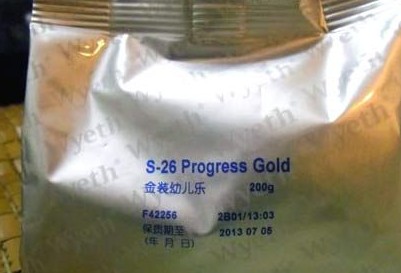 Wyeth
S-26 Progress Gold
金装幼儿乐 200g
F42256 2B01/13:03
保质期至 2013 07 05
(年 月 日)